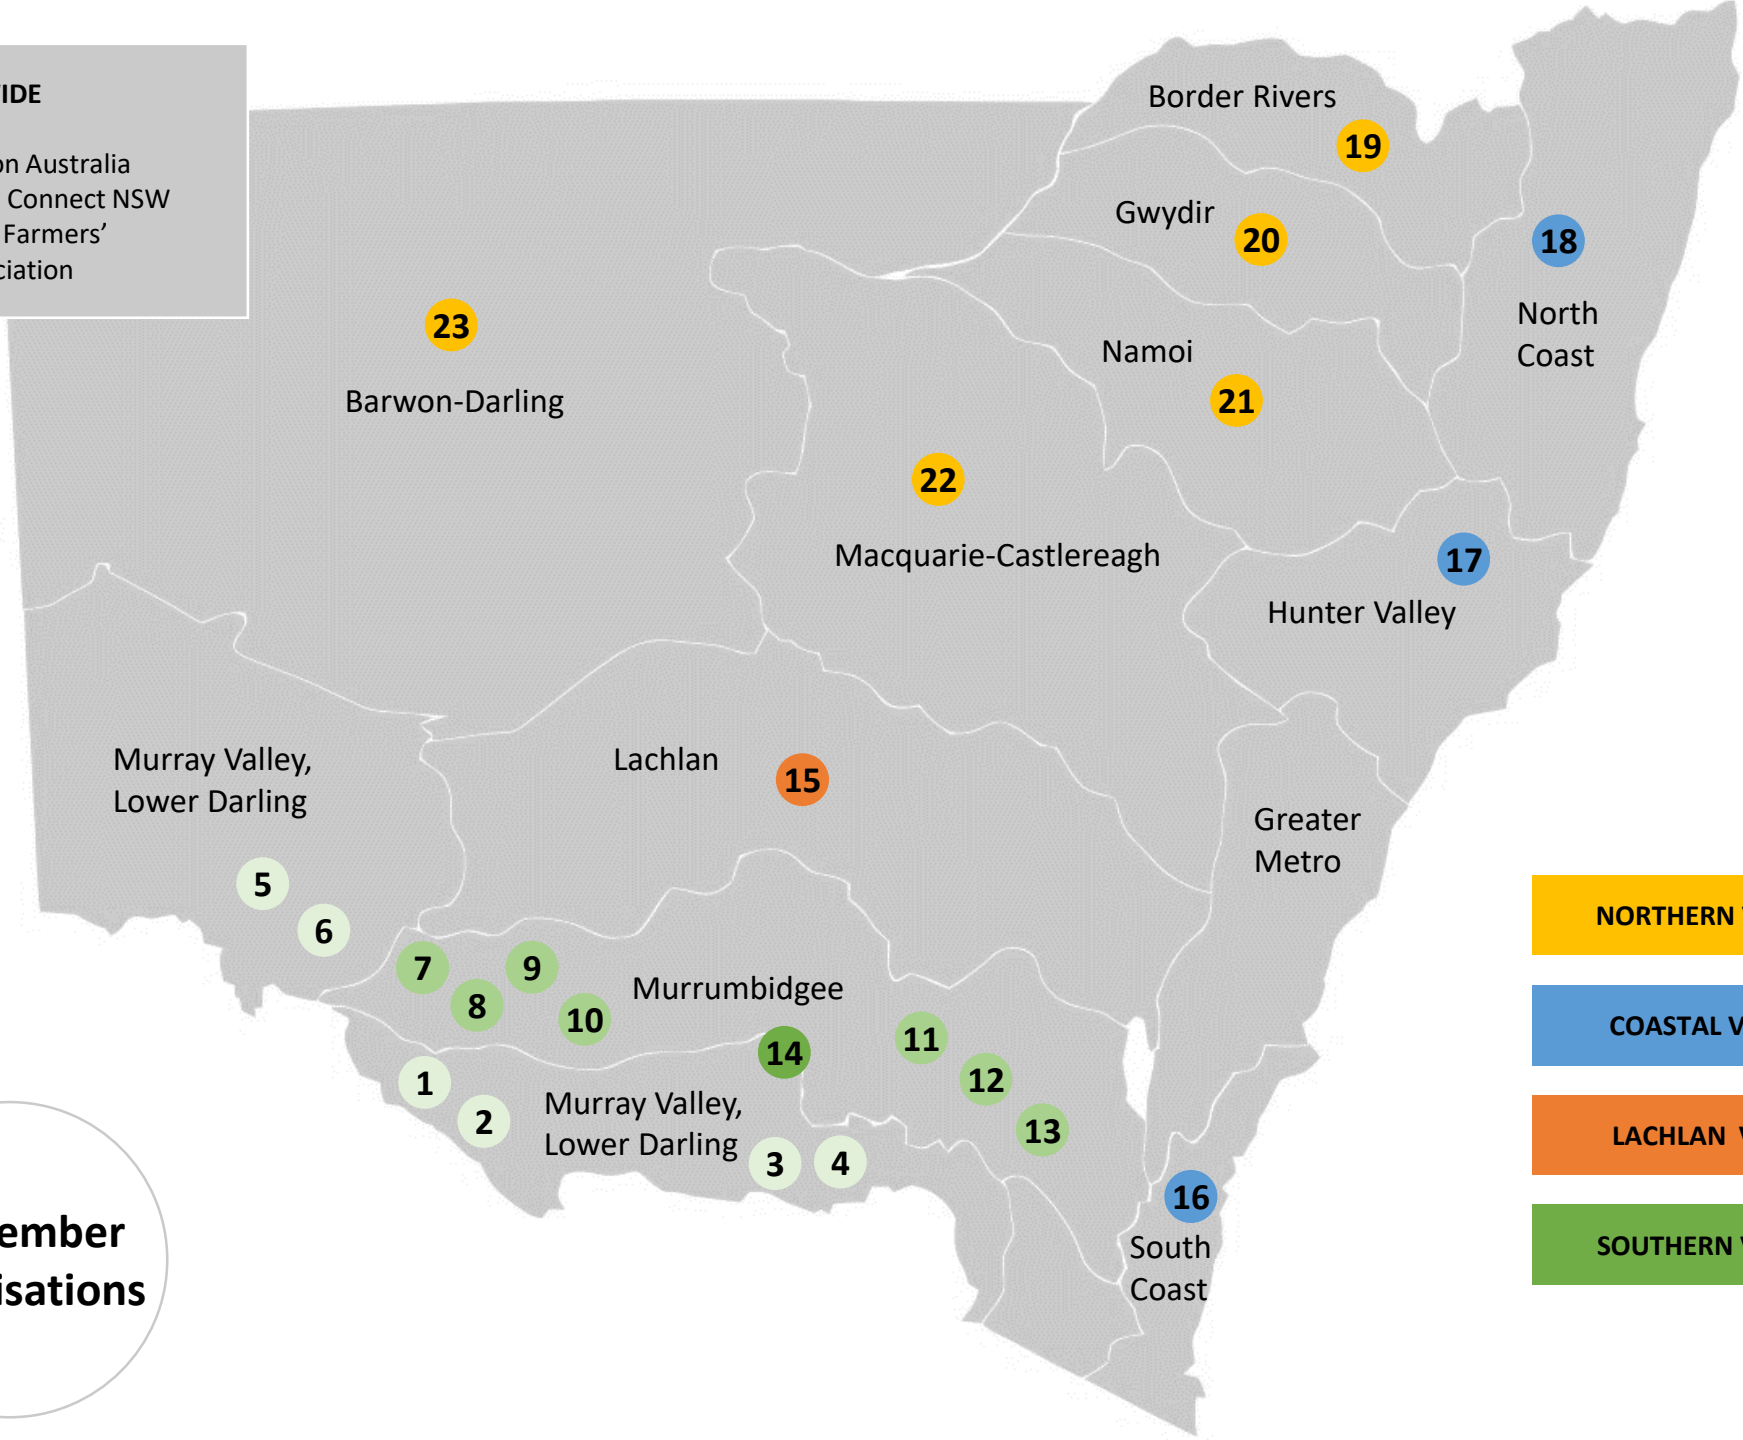 IDE
on Australia
Connect NSW
Farmers’
ciation
Border Rivers
19
Gwydir
20
18
North
Coast
23
Barwon-Darling
Namoi
21
22
Macquarie-Castlereagh
17
Hunter Valley
Murray Valley,
Lower Darling
Lachlan
15
Greater
Metro
5
6
7
9
8
10
Murrumbidgee
11
14
12
13
1
2
Murray Valley,
Lower Darling
3
4
16
South
Coast
NORTHERN
COASTAL V
LACHLAN V
SOUTHERN
ember
isations